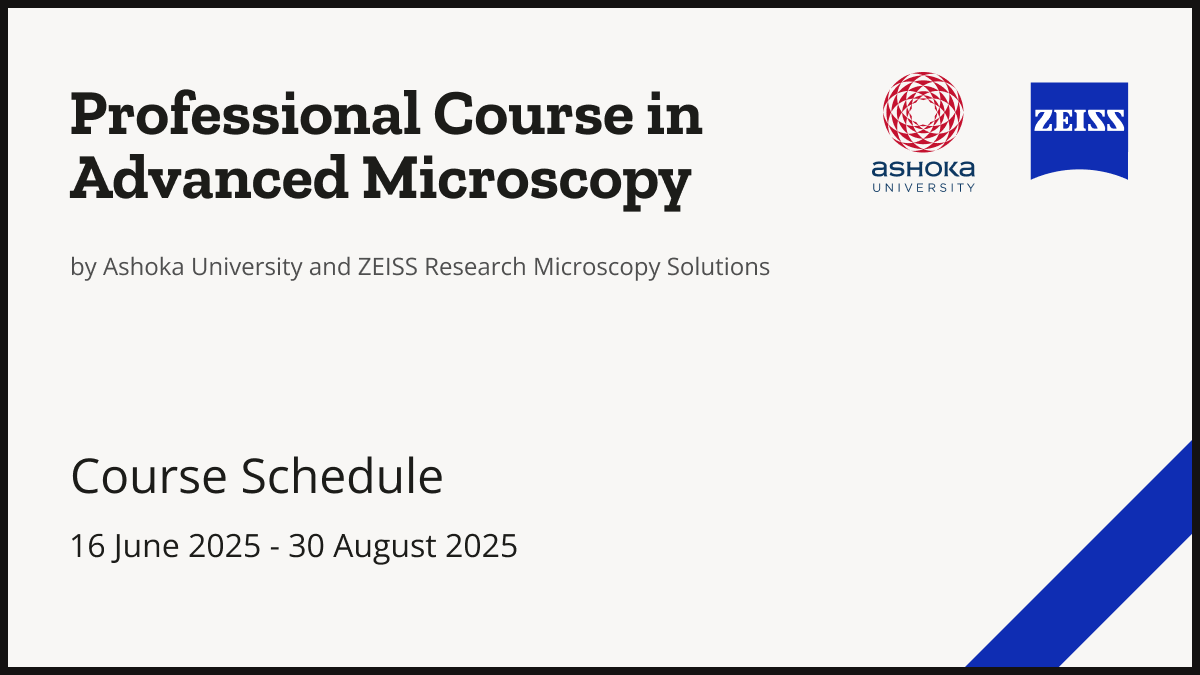 Professional Course in
Advanced Microscopy
by Ashoka University and ZEISS Research Microscopy Solutions
ASHOKA
UNIVERSITY
ZEISS
Course Schedule
16 June 2025 - 30 August 2025